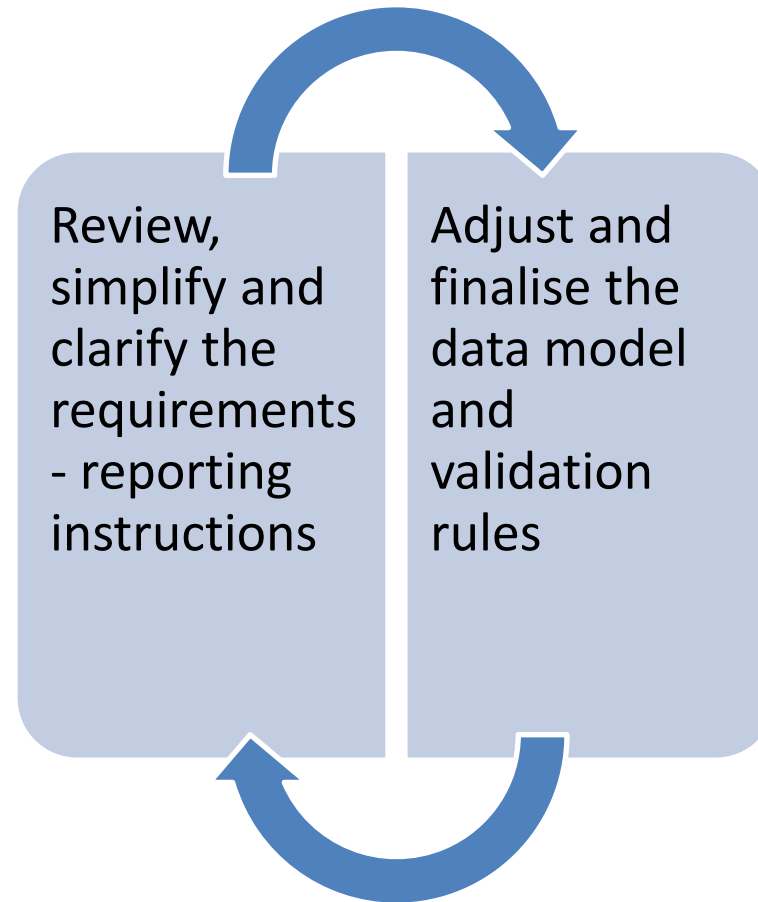 Review,
simplify and
clarify the
requirements
- reporting
instructions
Adjust and
finalise the
data model
and
validation
rules